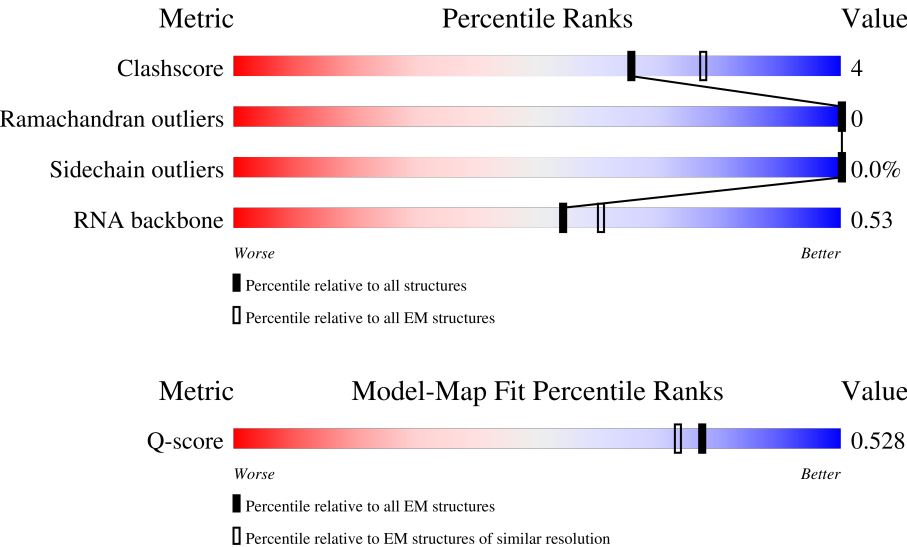 Metric Percentile Ranks Value
Clashscore 4
Ramachandran outliers 0
Sidechain outliers 0.0%
RNA backbone 0.53
Worse Better
Percentile relative to all structures
Percentile relative to all EM structures
Metric Model-Map Fit Percentile Ranks Value
Q-score 0.528
Worse Better
Percentile relative to all EM structures
Percentile relative to EM structures of similar resolution